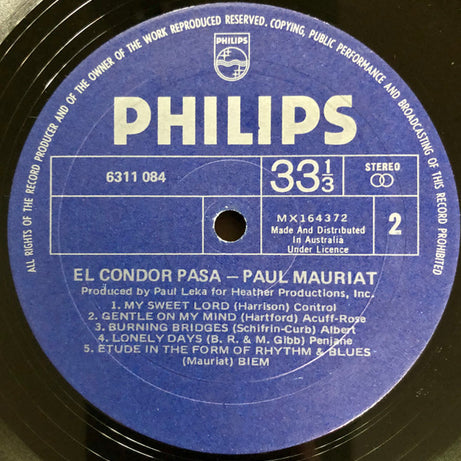 ALL RIGHTS OF THE RECORD PRODUCER AND OF THE OWNER OF THE WORK REPRODUCED RESERVED. COPYING, PUBLIC PERFORMANCE AND BROADCASTING OF THIS RECORD PROHIBITED
PHILIPS
PHILIPS
6311 084
33⅓
STEREO
MX164372
Made And Distributed
In Australia
Under Licence
2
EL CONDOR PASA — PAUL MAURIAT
Produced by Paul Leka for Heather Productions, Inc.
1. MY SWEET LORD (Harrison) Control
2. GENTLE ON MY MIND (Hartford) Acuff-Rose
3. BURNING BRIDGES (Schifrin-Curb) Albert
4. LONELY DAYS (B. R. & M. Gibb) Penjane
5. ETUDE IN THE FORM OF RHYTHM & BLUES
(Mauriat) BIEM